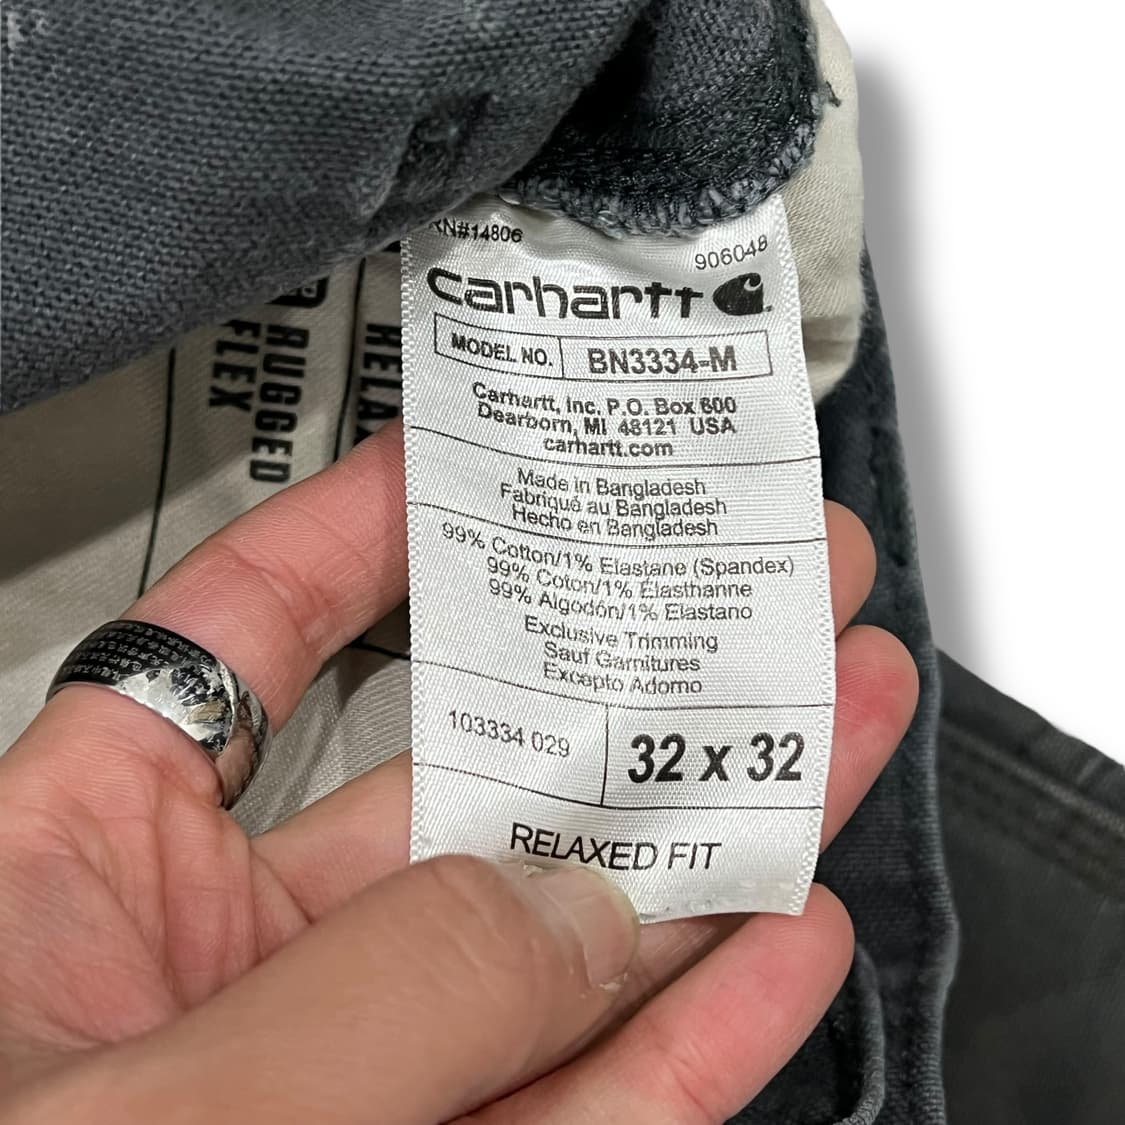 RN#14806
906048
carhartt
MODEL NO. BN3334-M
Carhartt, Inc. P.O. Box 600
Dearborn, MI 48121 USA
carhartt.com
Made in Bangladesh
Fabriqué au Bangladesh
Hecho en Bangladesh
99% Cotton/1% Elastane (Spandex)
99% Coton/1% Élasthanne
99% Algodón/1% Elastano
Exclusive Trimming
Sauf Garnitures
Excepto Adorno
103334 029
32 x 32
RELAXED FIT
RUGGED
FLEX